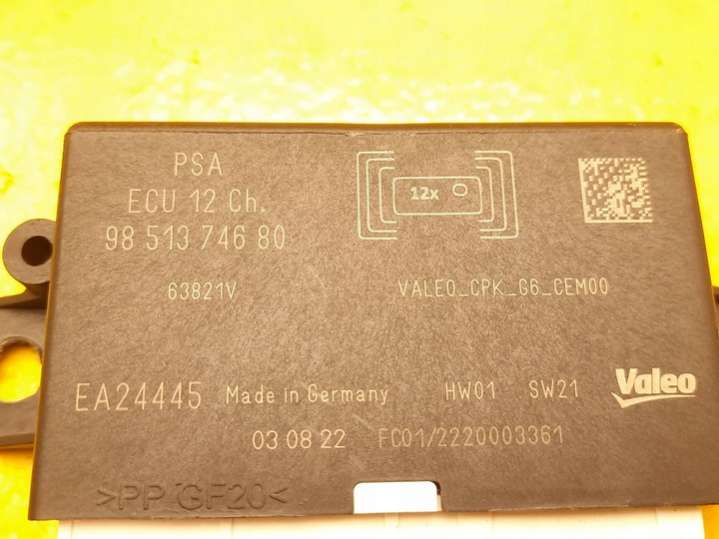 PSA
ECU 12 Ch.
98 513 746 80
12x
63821V
VALEO_CPK_G6_CEM00
EA24445
Made in Germany
HW01 SW21
Valeo
03 08 22
FC01/2220003361
>PP GF20<